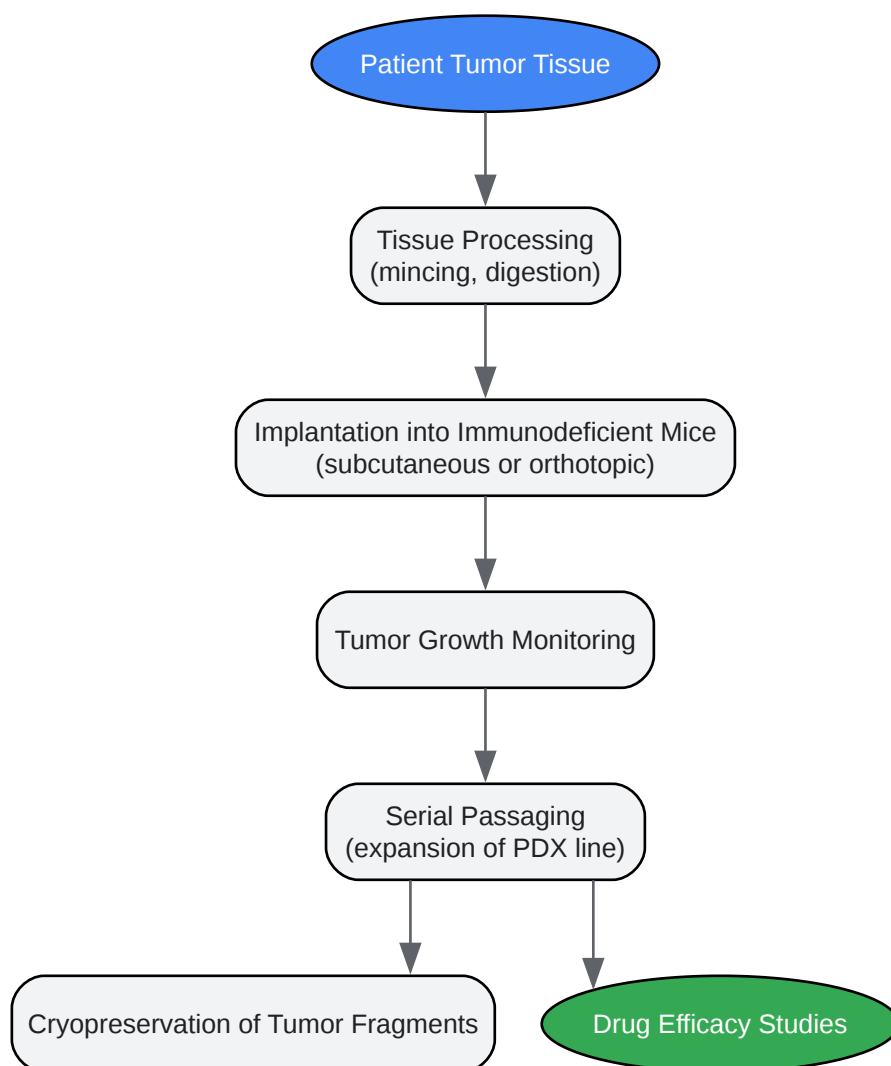 Patient Tumor Tissue
Tissue Processing
(mincing, digestion)
Implantation into Immunodeficient Mice
(subcutaneous or orthotopic)
Tumor Growth Monitoring
Serial Passaging
(expansion of PDX line)
Cryopreservation of Tumor Fragments
Drug Efficacy Studies